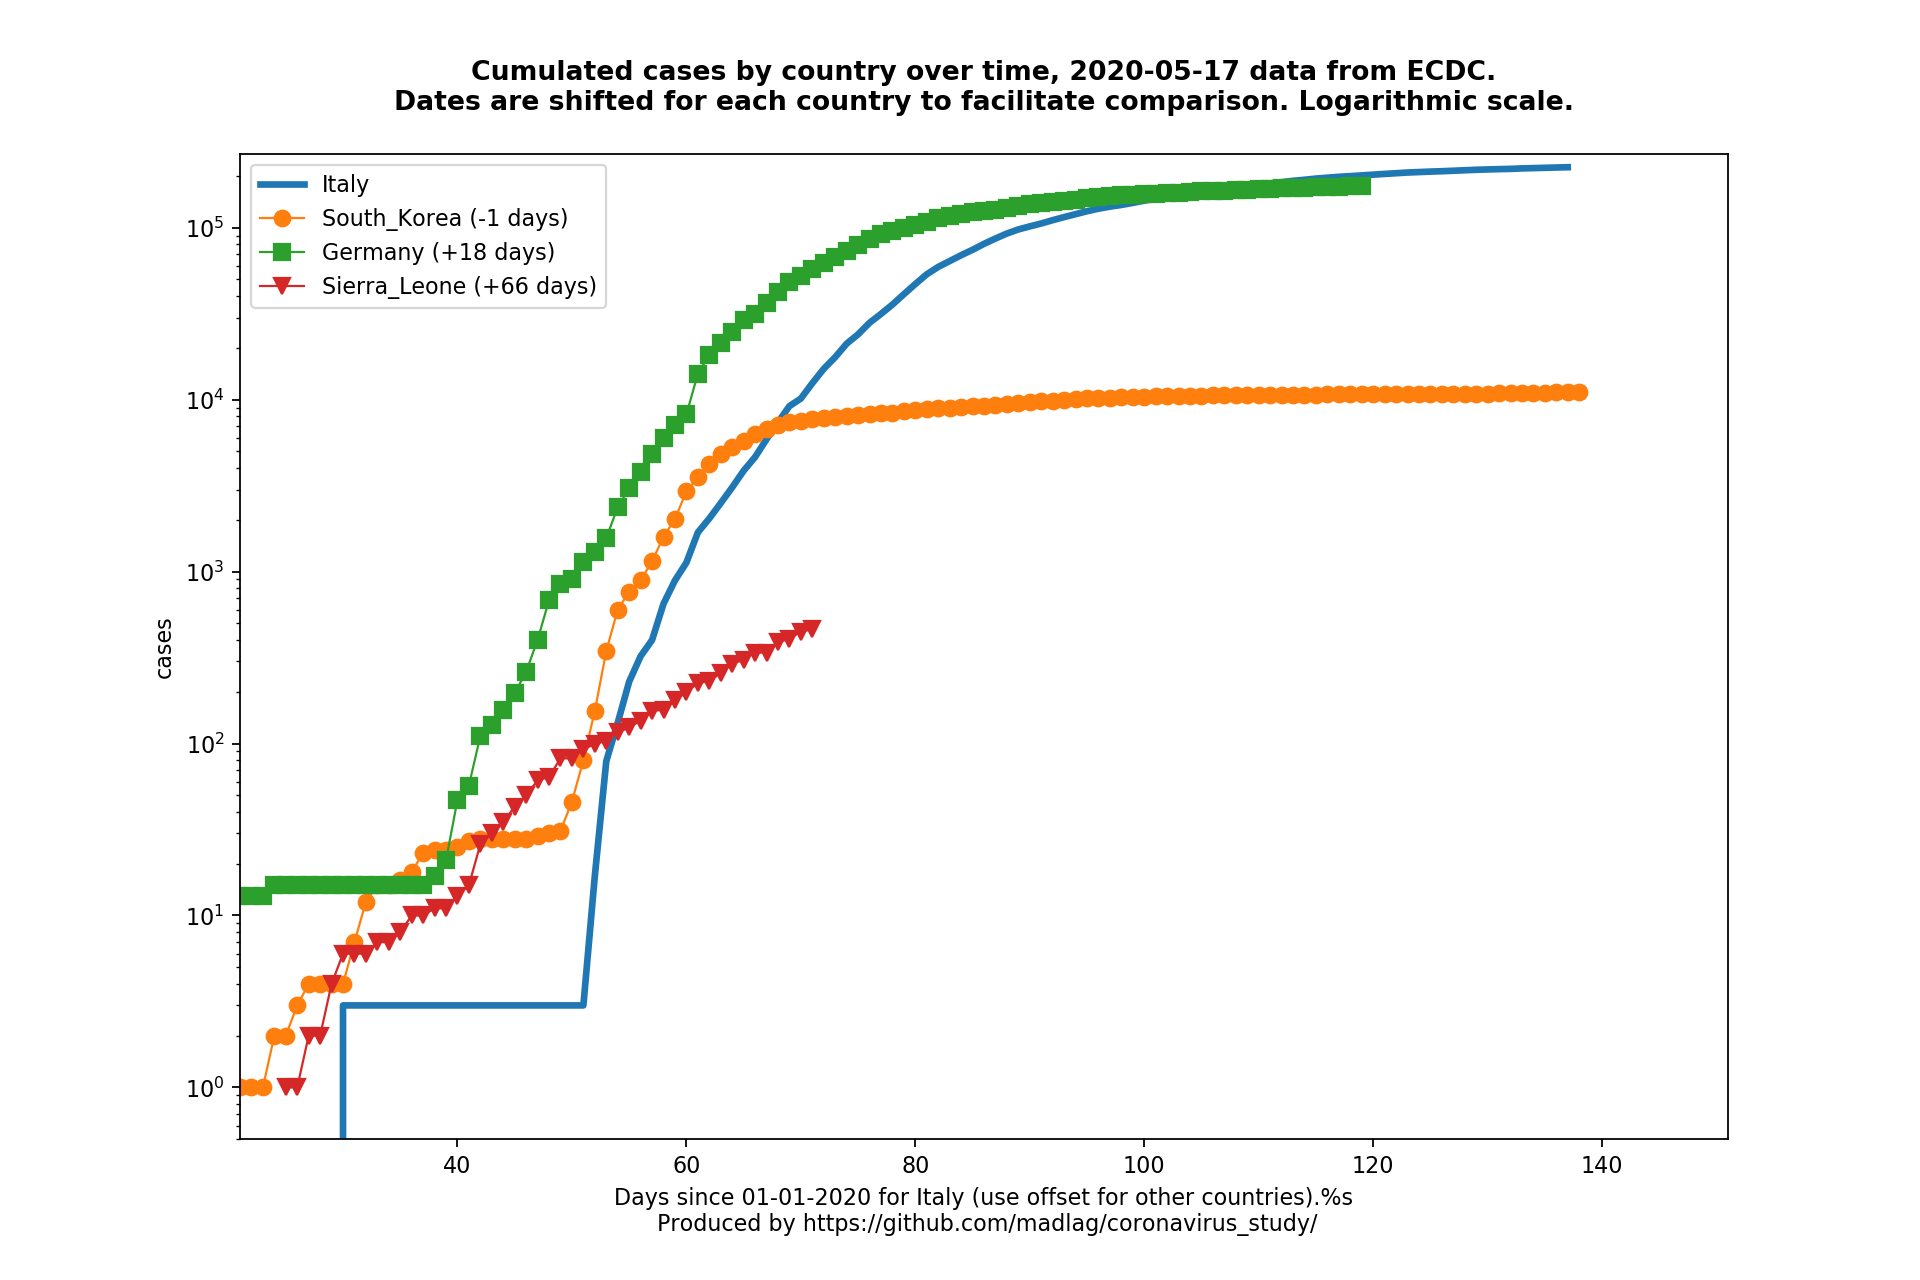 Cumulated cases by country over time, 2020-05-17 data from ECDC.
Dates are shifted for each country to facilitate comparison. Logarithmic scale.
Italy
South_Korea (-1 days)
Germany (+18 days)
Sierra_Leone (+66 days)
10⁵
10⁴
10³
10²
10¹
10⁰
cases
40 60 80 100 120 140
Days since 01-01-2020 for Italy (use offset for other countries).%s
Produced by https://github.com/madlag/coronavirus_study/